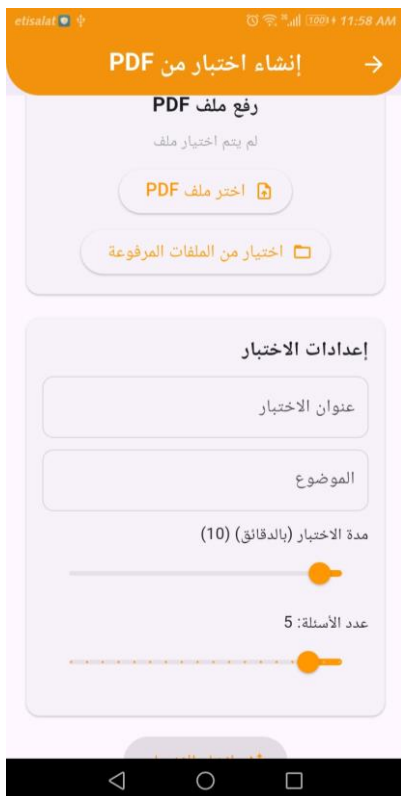 etisalat 100 11:58 AM
إنشاء اختبار من PDF
رفع ملف PDF
لم يتم اختيار ملف
اختر ملف PDF
اختيار من الملفات المرفوعة
إعدادات الاختبار
عنوان الاختبار
الموضوع
مدة الاختبار (بالدقائق) (10)
عدد الأسئلة: 5